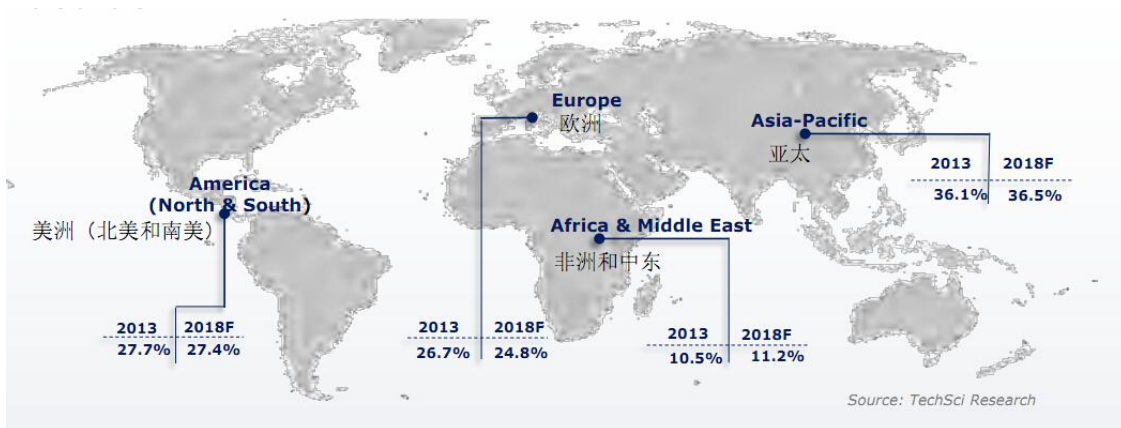 Europe
欧洲
Asia-Pacific
亚太
2013 2018F
36.1% 36.5%
America
(North & South)
美洲（北美和南美）
Africa & Middle East
非洲和中东
2013 2018F
27.7% 27.4%
2013 2018F
26.7% 24.8%
2013 2018F
10.5% 11.2%
Source: TechSci Research